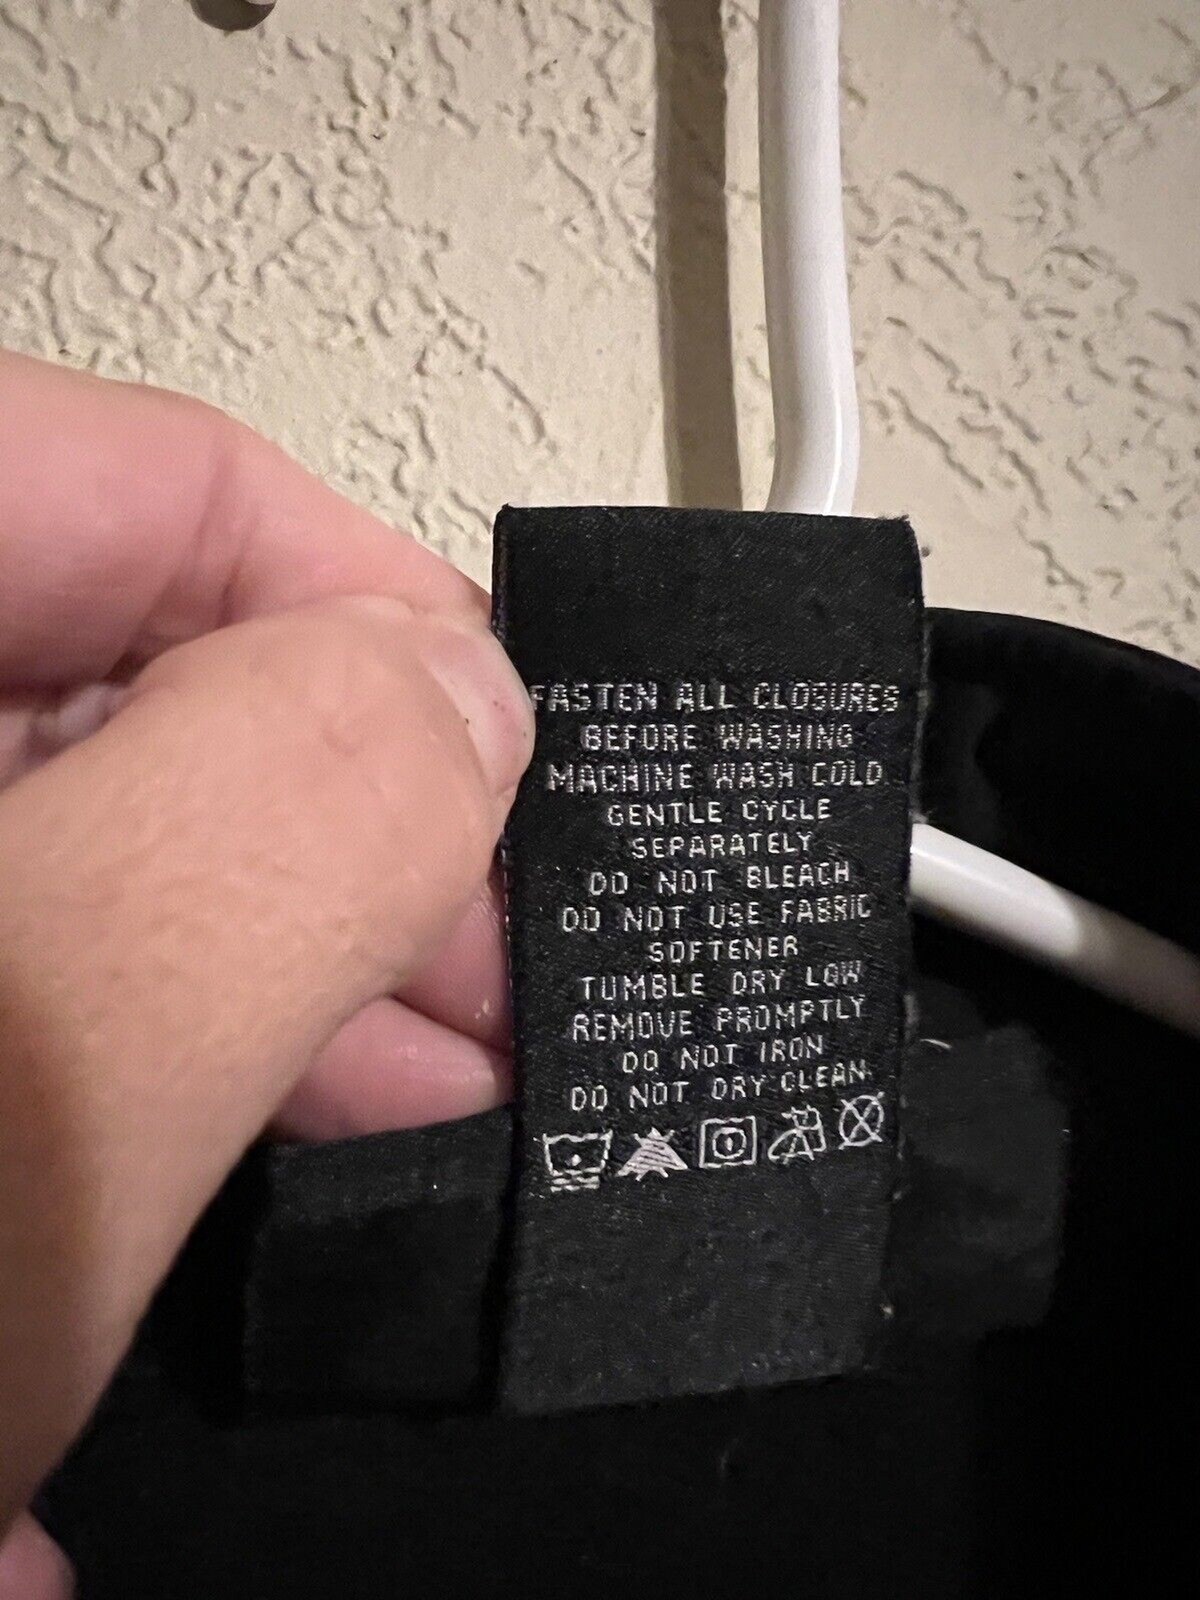 FASTEN ALL CLOSURES
BEFORE WASHING
MACHINE WASH COLD
GENTLE CYCLE
SEPARATELY
DO NOT BLEACH
DO NOT USE FABRIC
SOFTENER
TUMBLE DRY LOW
REMOVE PROMPTLY
DO NOT IRON
DO NOT DRY CLEAN